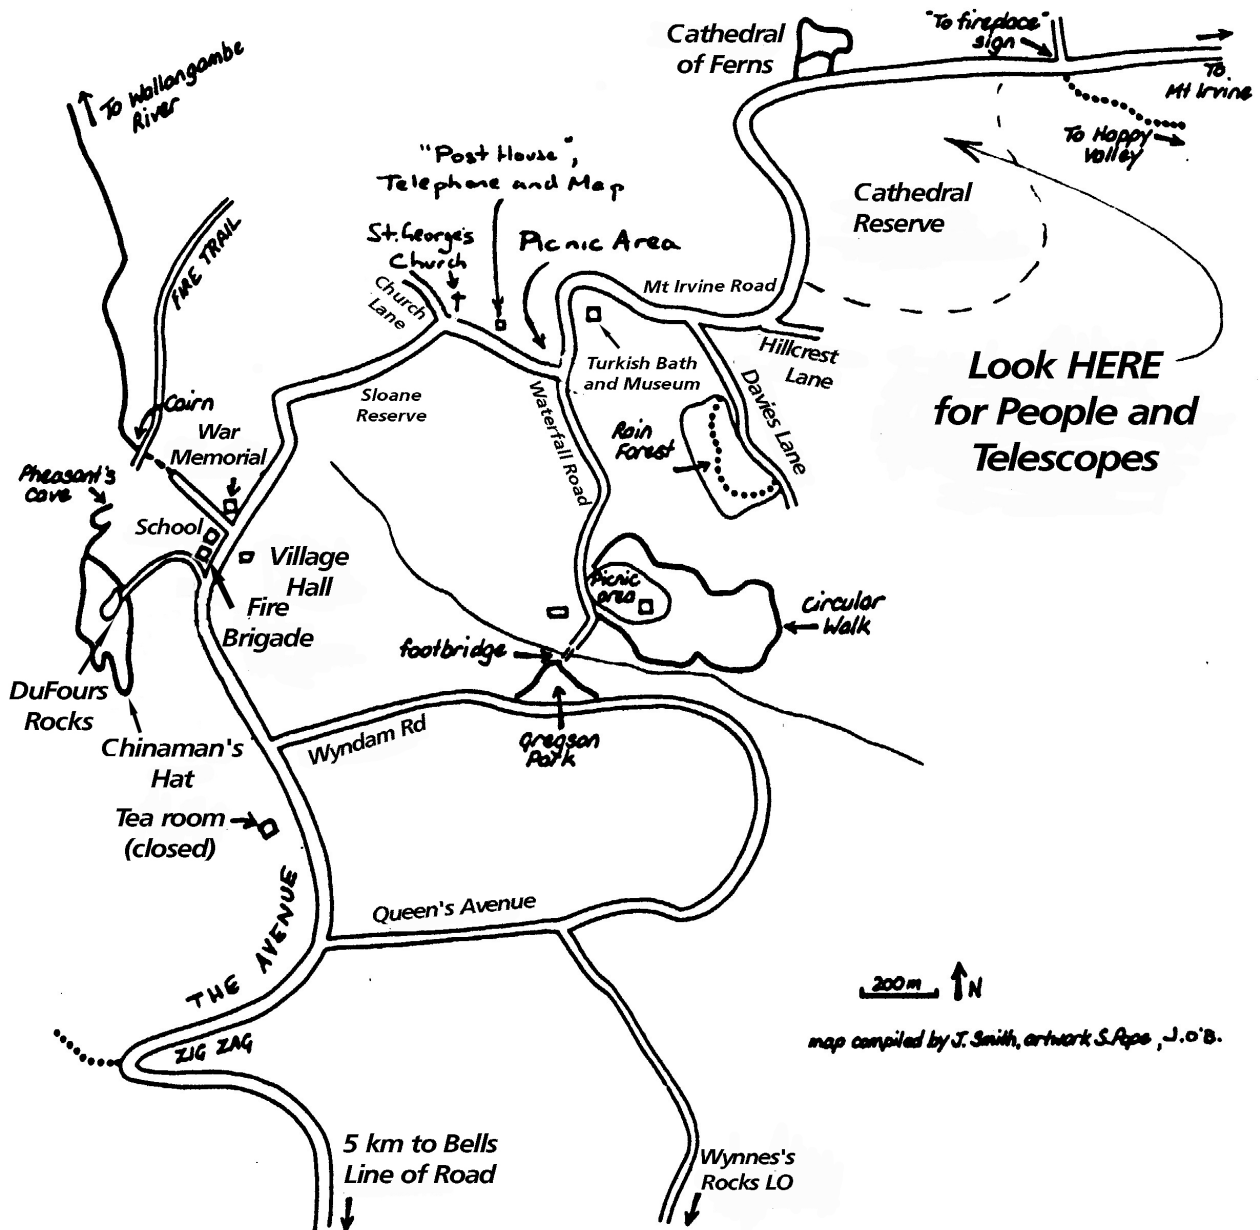 Cathedral
of Ferns
"To fireplace"
sign
To
Mt Irvine
To Happy
Valley
To Wollangambe
River
"Post House",
Telephone and Map
St. George's
Church
Picnic Area
Cathedral
Reserve
FIRE TRAIL
Church
Lane
Mt Irvine Road
Hillcrest
Lane
Turkish Bath
and Museum
Look HERE
for People and
Telescopes
Sloane
Reserve
Waterfall Road
Davies Lane
Cairn
War
Memorial
Rain
Forest
Pheasant's
cave
School
Village
Hall
Fire
Brigade
Picnic
area
Circular
Walk
footbridge
DuFours
Rocks
Chinaman's
Hat
Wyndam Rd
Gregson
Park
Tea room
(closed)
THE AVENUE
Queen's Avenue
200m
N
ZIG ZAG
map compiled by J. Smith, artwork S. Pope, J.O'B.
5 km to Bells
Line of Road
Wynnes's
Rocks LO